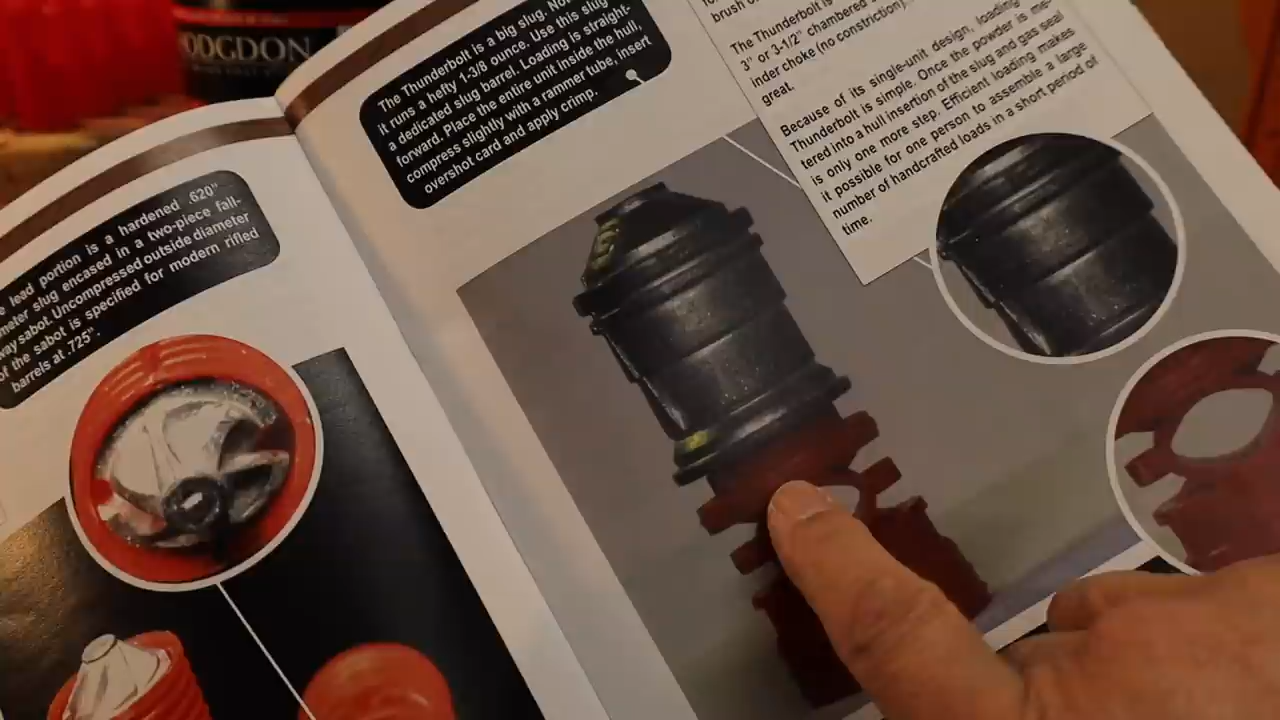 ODGDON
lead portion is a hardened .620"
meter slug encased in a two-piece fall-
way sabot. Uncompressed outside diameter
of the sabot is specified for modern rifled
barrels at .725".
The Thunderbolt is a big slug.
it runs a hefty 1-3/8 ounce. Use this slug
a dedicated slug barrel. Loading is straight-
forward. Place the entire unit inside the hull,
compress slightly with a rammer tube, insert
overshot card and apply crimp.
brush
The Thunderbolt
3" or 3-1/2" chambered
inder choke (no constriction)
great.
Because of its single-unit design, loading
Thunderbolt is simple. Once the powder is me-
tered into a hull insertion of the slug and gas seal
is only one more step. Efficient loading makes
it possible for one person to assemble a large
number of handcrafted loads in a short period of
time.